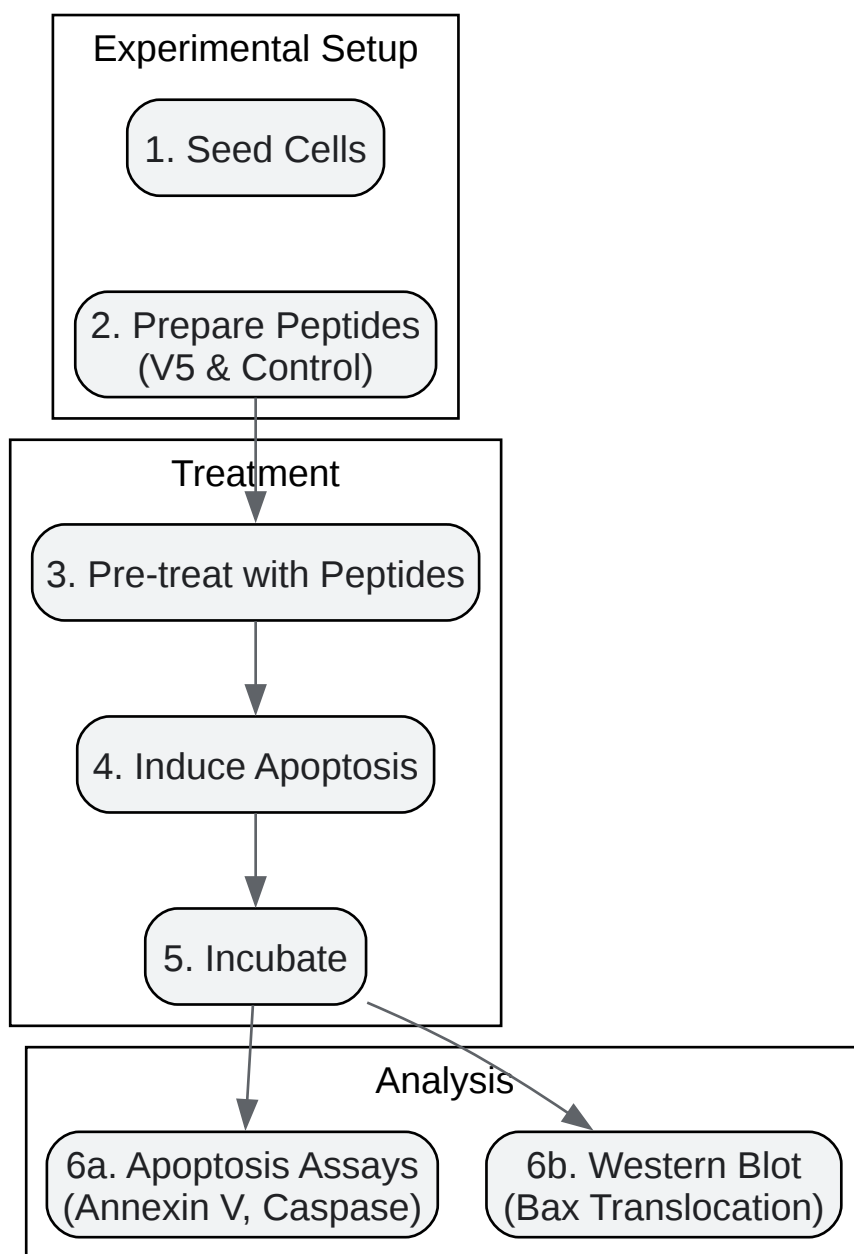 Experimental Setup
1. Seed Cells
2. Prepare Peptides
(V5 & Control)
Treatment
3. Pre-treat with Peptides
4. Induce Apoptosis
5. Incubate
Analysis
6a. Apoptosis Assays
(Annexin V, Caspase)
6b. Western Blot
(Bax Translocation)